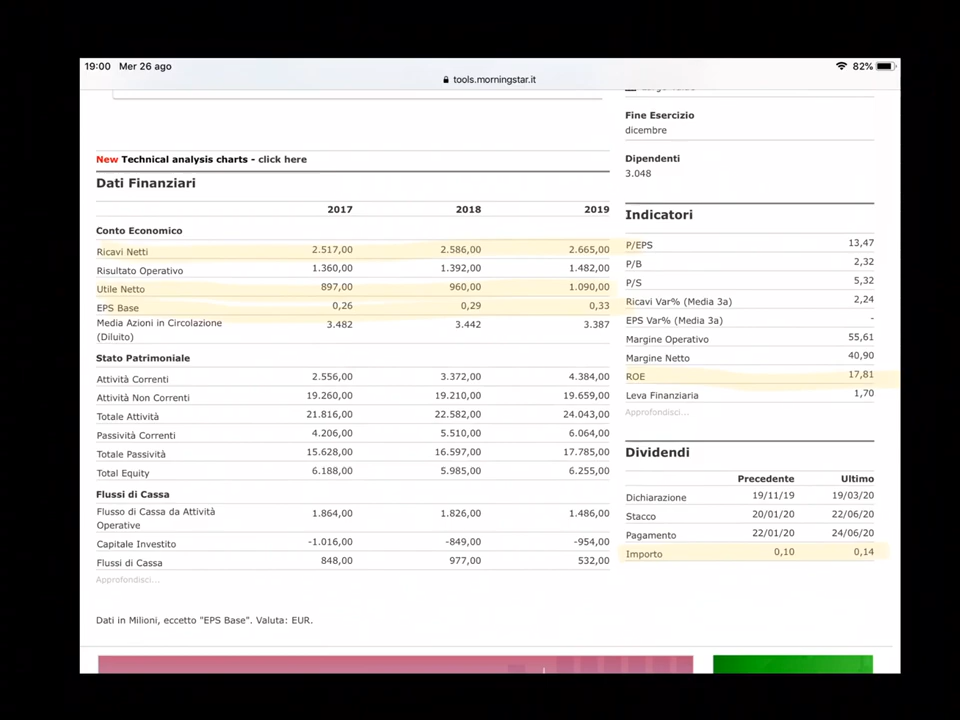 19:00 Mer 26 ago
82%
tools.morningstar.it
New Technical analysis charts - click here
Dati Finanziari
2017 2018 2019
Conto Economico
Ricavi Netti 2.517,00 2.586,00 2.665,00
Risultato Operativo 1.360,00 1.392,00 1.482,00
Utile Netto 897,00 960,00 1.090,00
EPS Base 0,26 0,29 0,33
Media Azioni in Circolazione 3.482 3.442 3.387
(Diluito)
Stato Patrimoniale
Attività Correnti 2.556,00 3.372,00 4.384,00
Attività Non Correnti 19.260,00 19.210,00 19.659,00
Totale Attività 21.816,00 22.582,00 24.043,00
Passività Correnti 4.206,00 5.510,00 6.064,00
Totale Passività 15.628,00 16.597,00 17.785,00
Total Equity 6.188,00 5.985,00 6.255,00
Flussi di Cassa
Flusso di Cassa da Attività 1.864,00 1.826,00 1.486,00
Operative
Capitale Investito -1.016,00 -849,00 -954,00
Flussi di Cassa 848,00 977,00 532,00
Approfondisci...
Dati in Milioni, eccetto "EPS Base". Valuta: EUR.
Fine Esercizio
dicembre
Dipendenti
3.048
Indicatori
P/EPS 13,47
P/B 2,32
P/S 5,32
Ricavi Var% (Media 3a) 2,24
EPS Var% (Media 3a) -
Margine Operativo 55,61
Margine Netto 40,90
ROE 17,81
Leva Finanziaria 1,70
Approfondisci...
Dividendi
Precedente Ultimo
Dichiarazione 19/11/19 19/03/20
Stacco 20/01/20 22/06/20
Pagamento 22/01/20 24/06/20
Importo 0,10 0,14